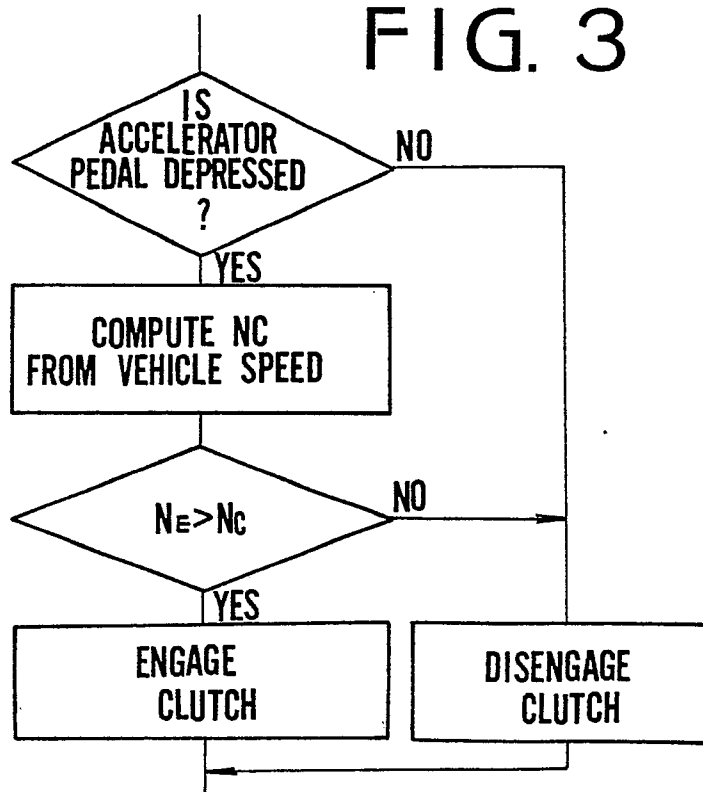 FIG. 3
IS
ACCELERATOR
PEDAL DEPRESSED
?
NO
YES
COMPUTE NC
FROM VEHICLE SPEED
NE>NC
NO
YES
ENGAGE
CLUTCH
DISENGAGE
CLUTCH